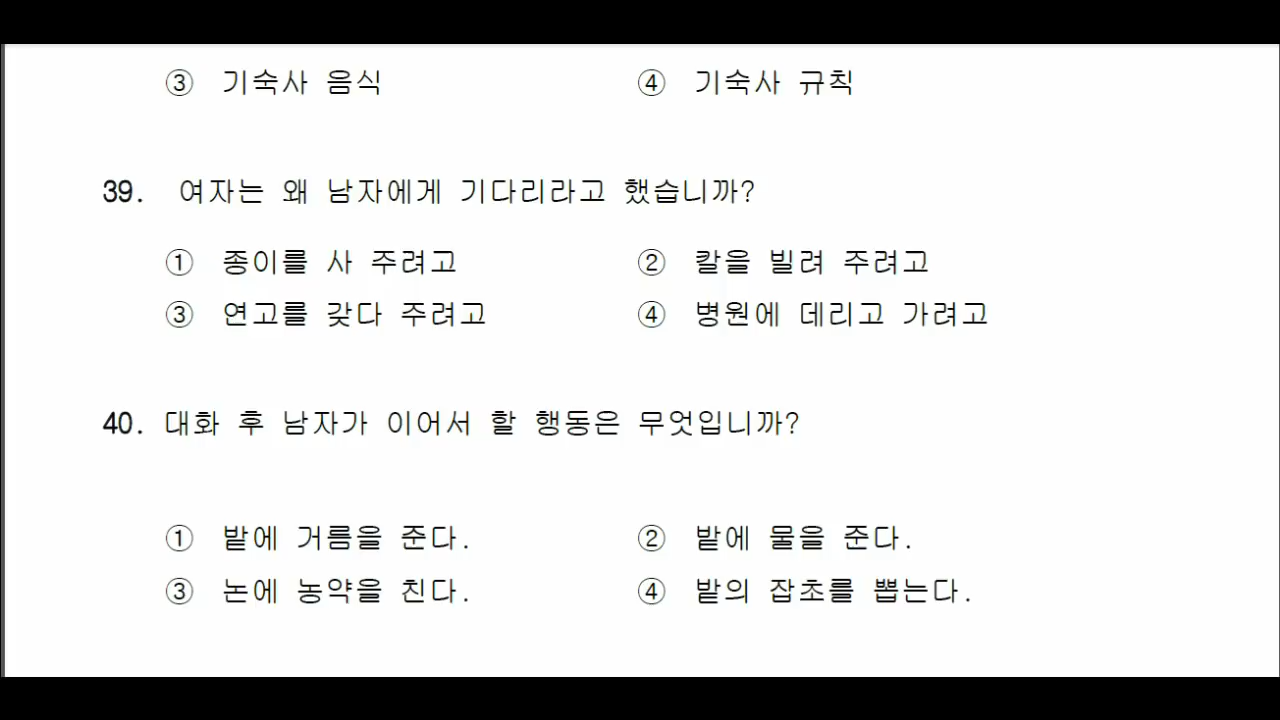 ③ 기숙사 음식 ④ 기숙사 규칙
39. 여자는 왜 남자에게 기다리라고 했습니까?
① 종이를 사 주려고 ② 칼을 빌려 주려고
③ 연고를 갖다 주려고 ④ 병원에 데리고 가려고
40. 대화 후 남자가 이어서 할 행동은 무엇입니까?
① 밭에 거름을 준다. ② 밭에 물을 준다.
③ 논에 농약을 친다. ④ 밭의 잡초를 뽑는다.